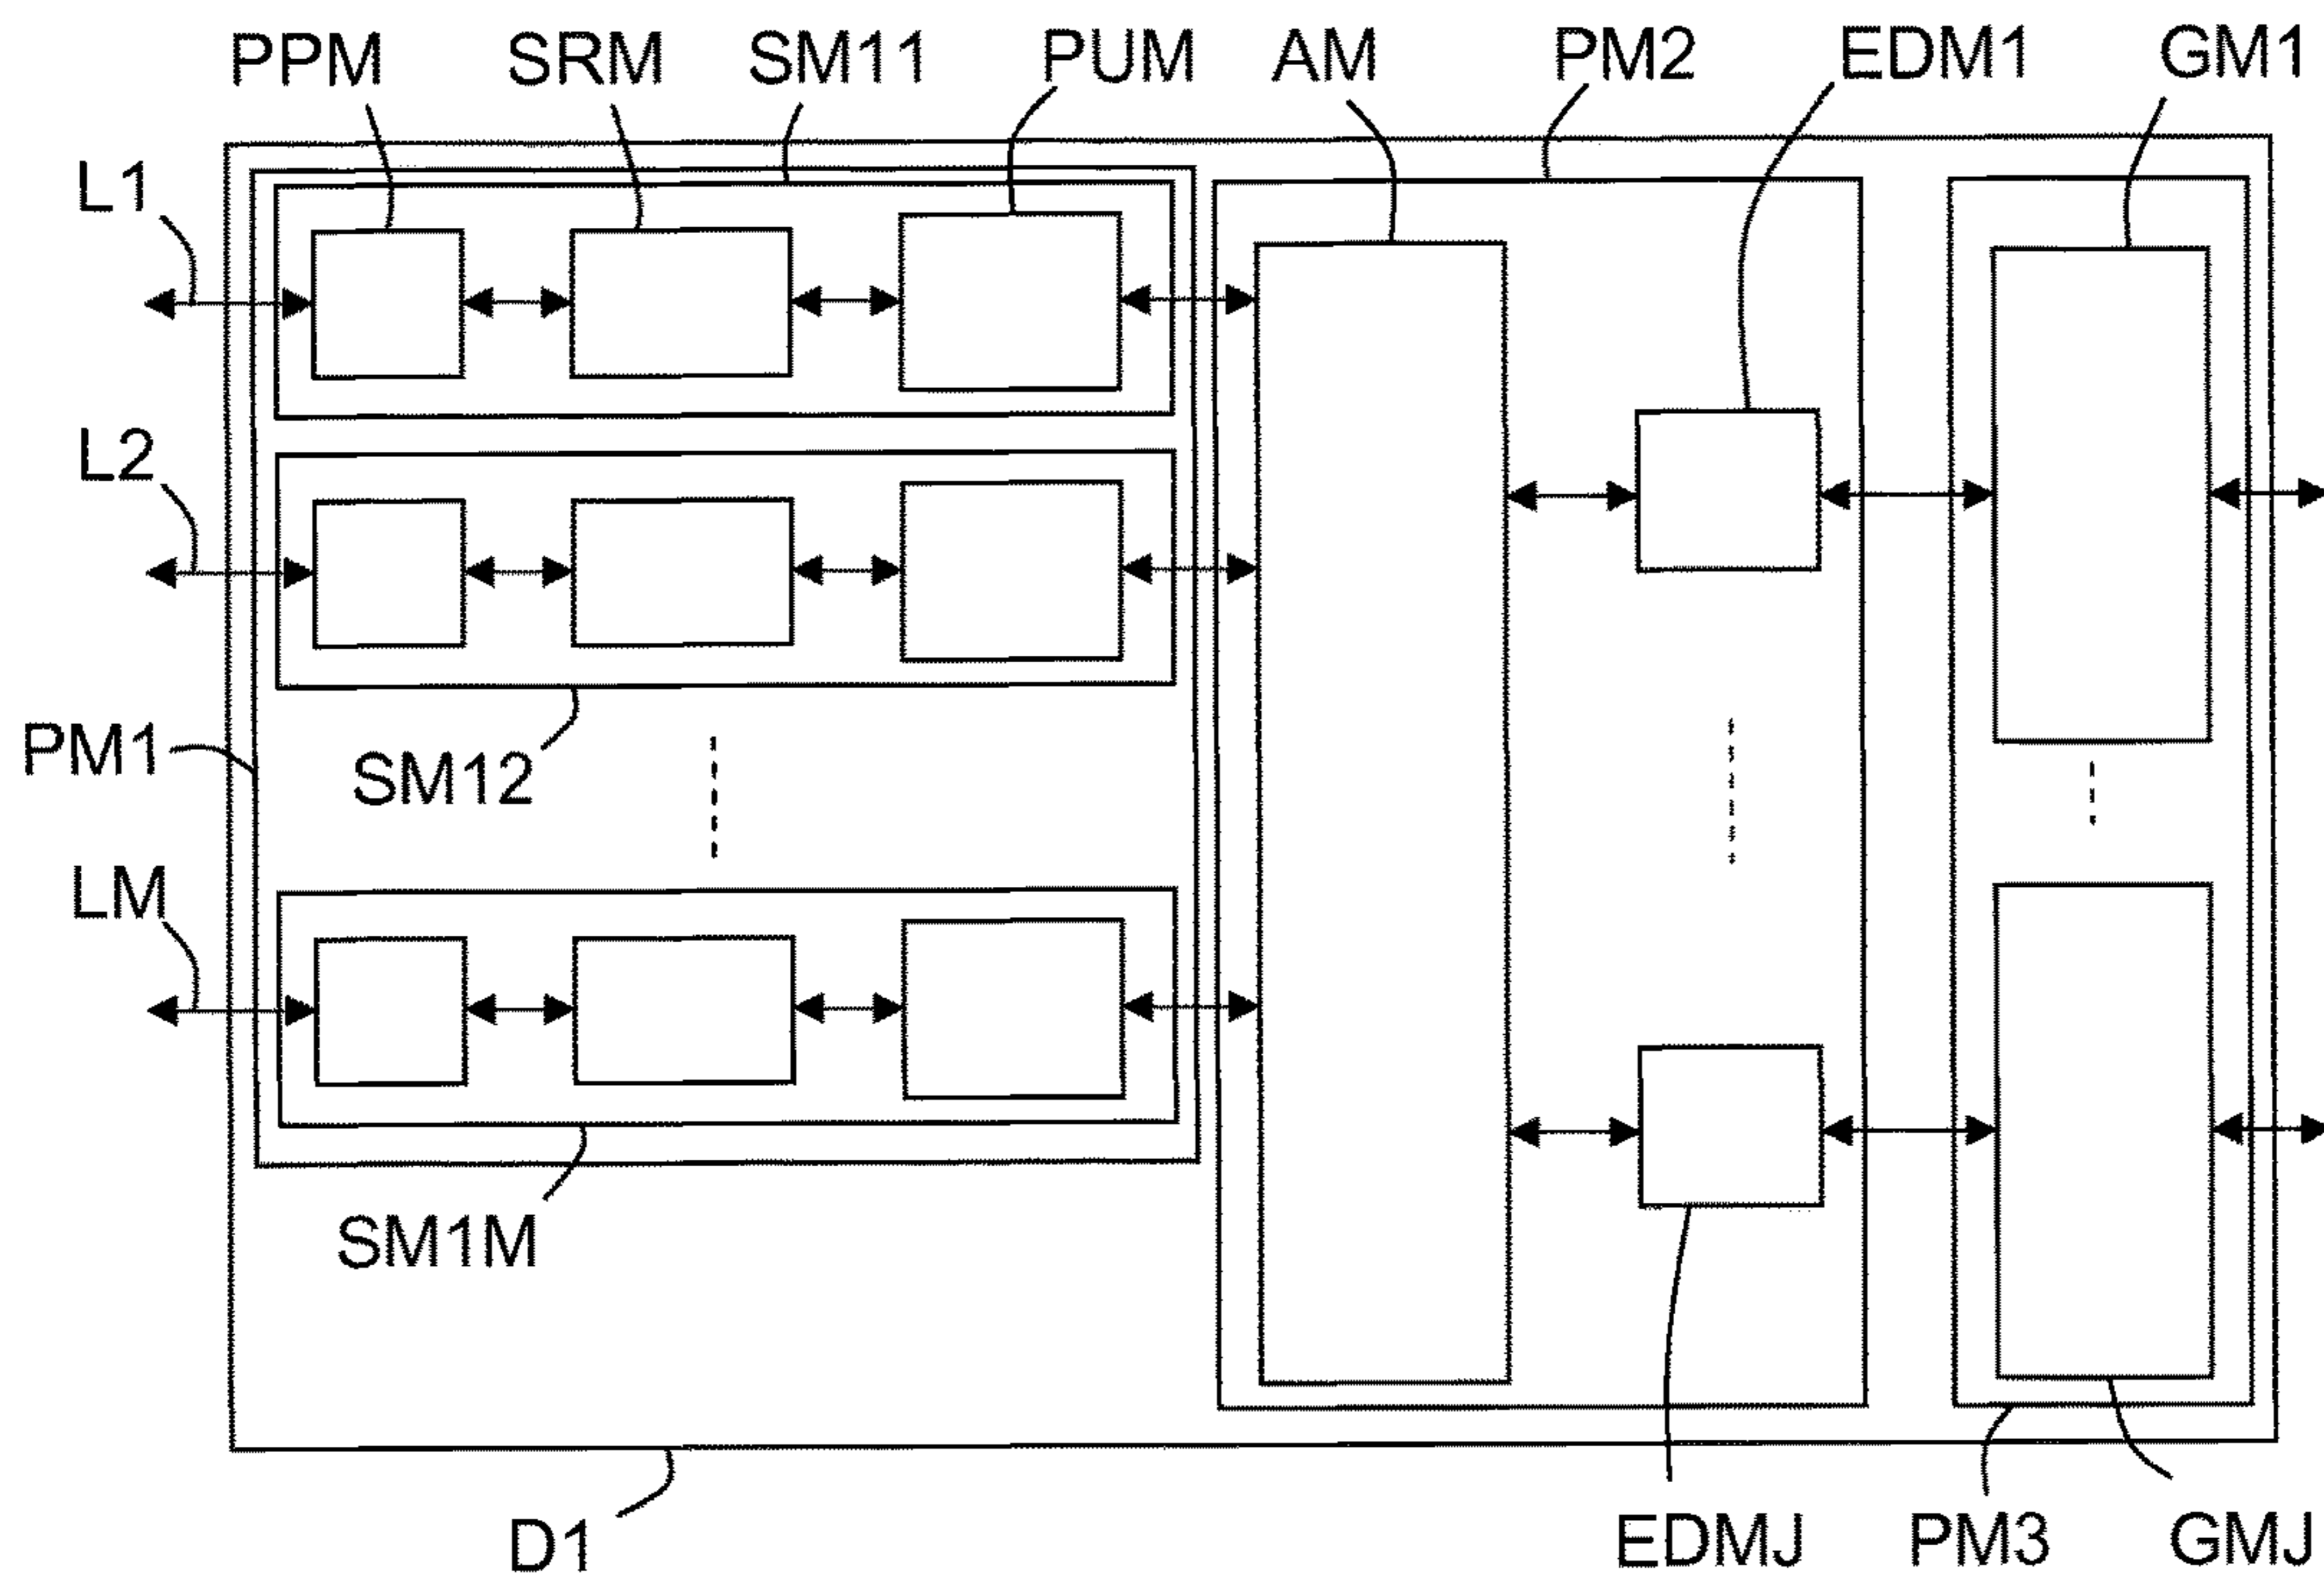 PPM SRM SM11 PUM AM PM2 EDM1 GM1
L1
L2
PM1
SM12
LM
SM1M
D1 EDMJ PM3 GMJ